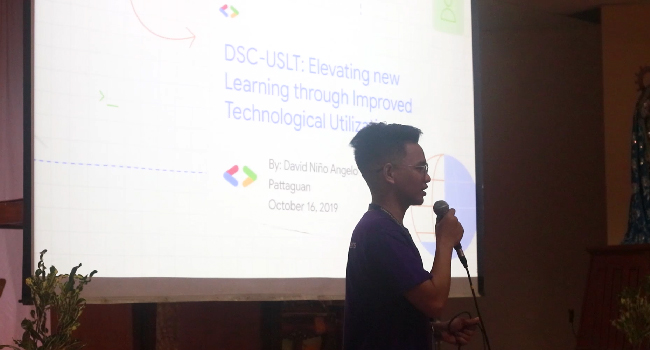 DSC-USLT: Elevating new
Learning through Improved
Technological
By: David Niño Angelo
Pattaguan
October 16, 2019